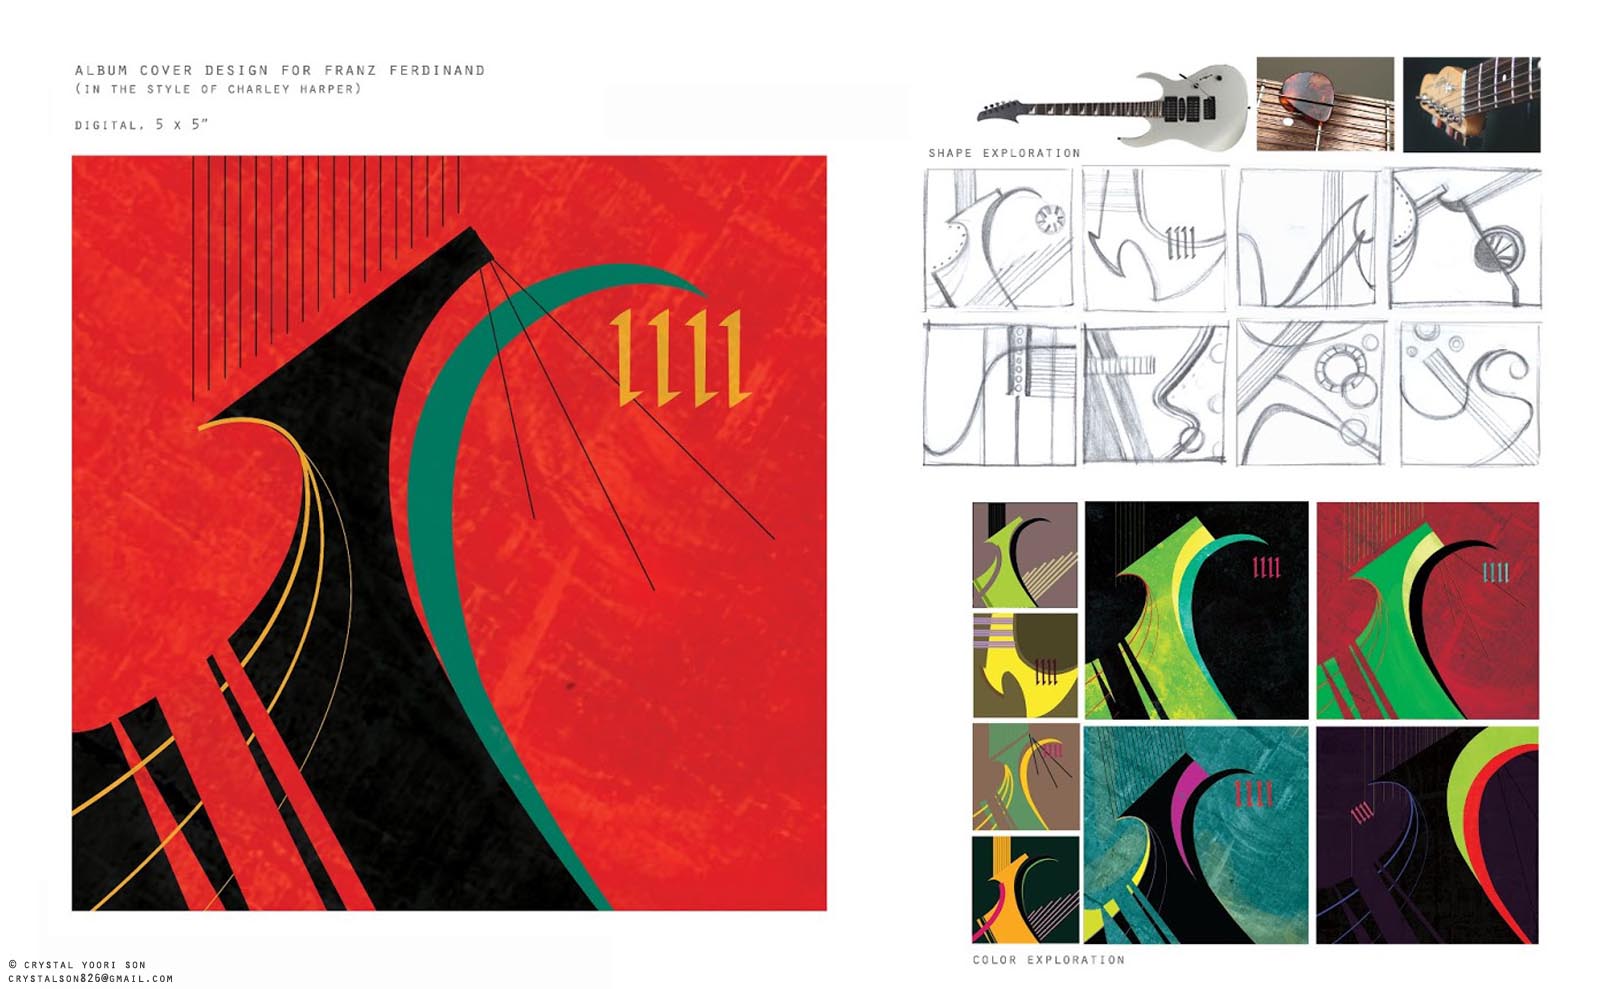 ALBUM COVER DESIGN FOR FRANZ FERDINAND
(IN THE STYLE OF CHARLEY HARPER)
DIGITAL, 5 X 5"
1111
SHAPE EXPLORATION
1111
1111
1111
1111
1111
1111
1111
COLOR EXPLORATION
© CRYSTAL YOORI SON
CRYSTALSON826@GMAIL.COM